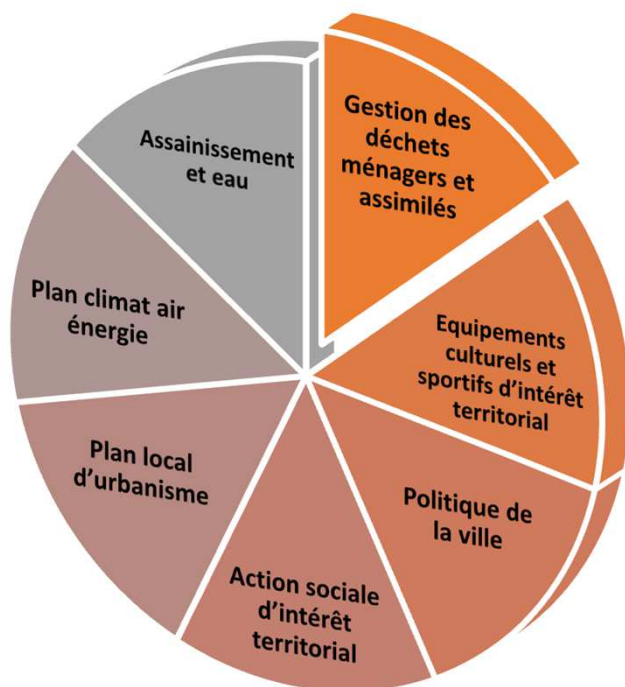 Gestion des
déchets
ménagers et
assimilés
Equipements
culturels et
sportifs d'intérêt
territorial
Politique de
la ville
Action sociale
d'intérêt
territorial
Plan local
d'urbanisme
Plan climat air
énergie
Assainissement
et eau